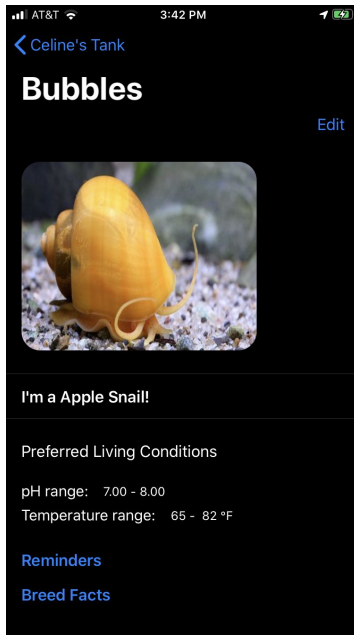 AT&T 3:42 PM
Celine's Tank
Bubbles
Edit
I'm a Apple Snail!
Preferred Living Conditions
pH range: 7.00 - 8.00
Temperature range: 65 - 82 °F
Reminders
Breed Facts